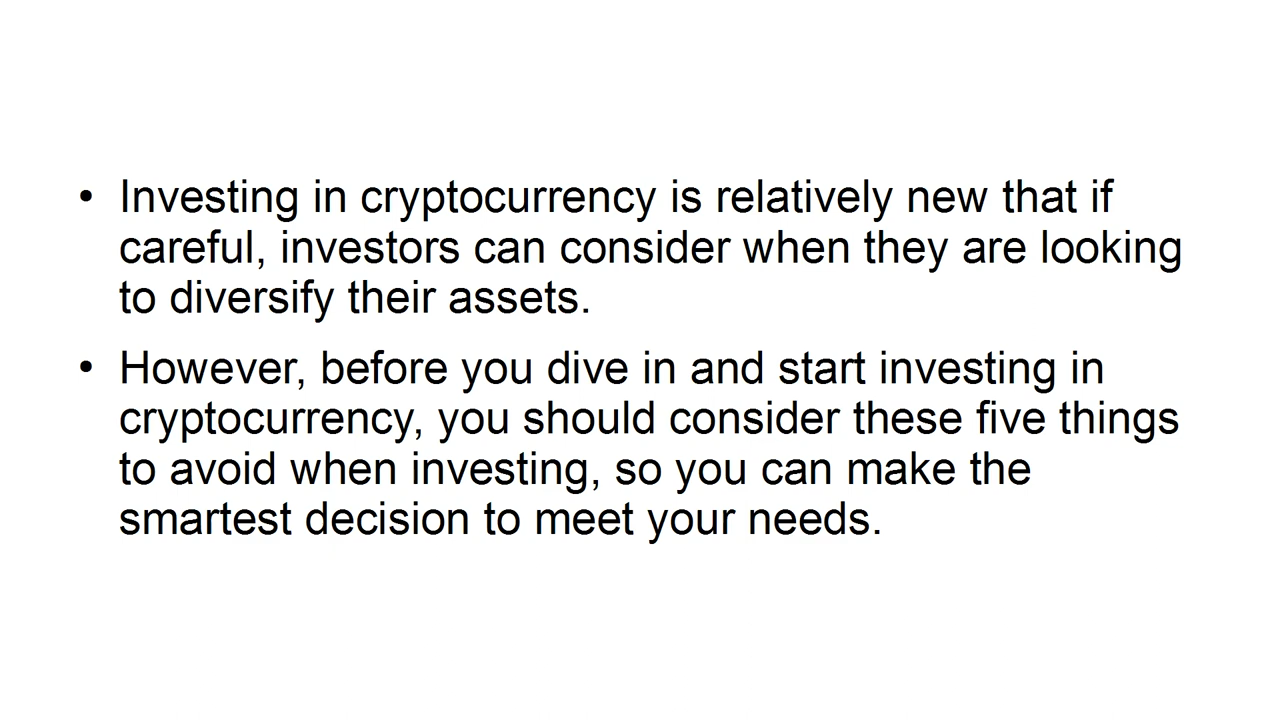 • Investing in cryptocurrency is relatively new that if
careful, investors can consider when they are looking
to diversify their assets.
• However, before you dive in and start investing in
cryptocurrency, you should consider these five things
to avoid when investing, so you can make the
smartest decision to meet your needs.